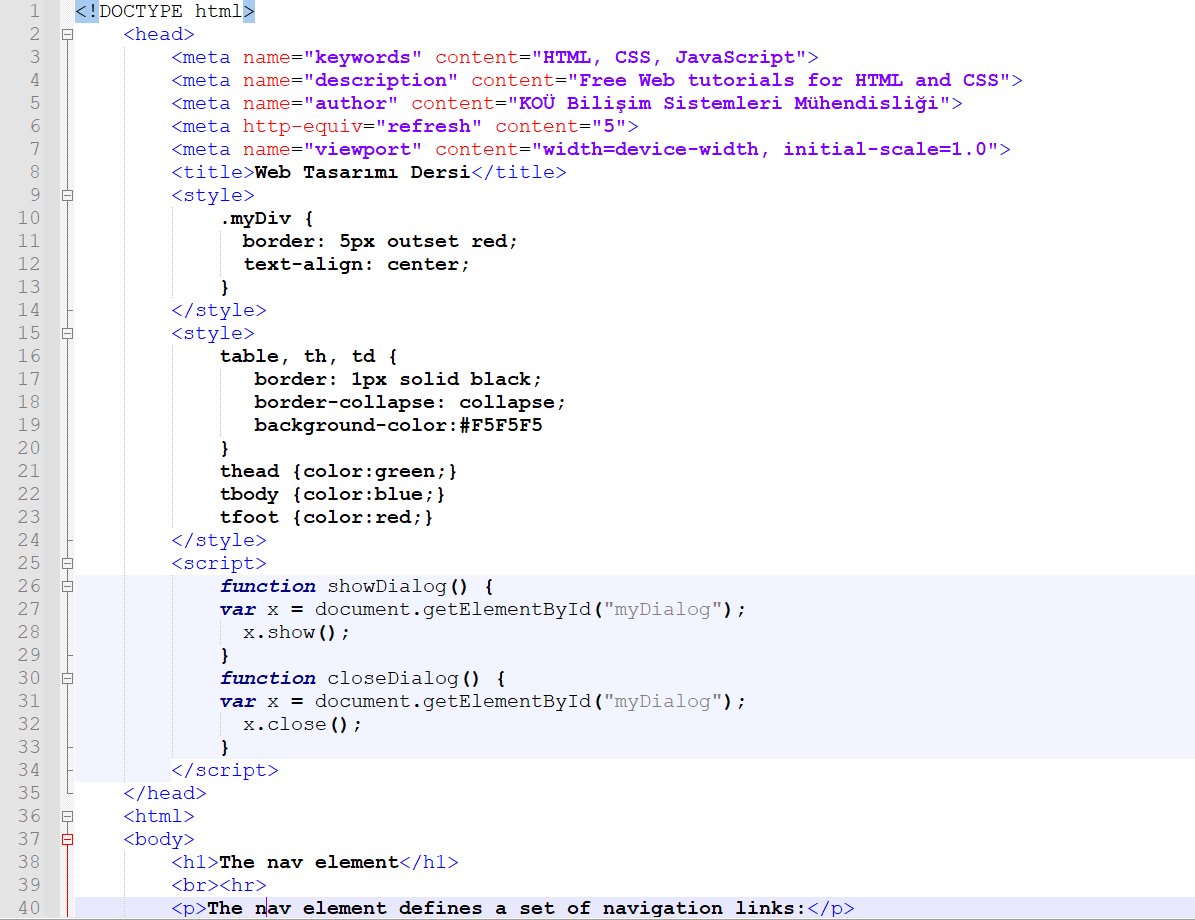 1 <!DOCTYPE html>
2 <head>
3 <meta name="keywords" content="HTML, CSS, JavaScript">
4 <meta name="description" content="Free Web tutorials for HTML and CSS">
5 <meta name="author" content="KOÜ Bilişim Sistemleri Mühendisliği">
6 <meta http-equiv="refresh" content="5">
7 <meta name="viewport" content="width=device-width, initial-scale=1.0">
8 <title>Web Tasarımı Dersi</title>
9 <style>
10 .myDiv {
11 border: 5px outset red;
12 text-align: center;
13 }
14 </style>
15 <style>
16 table, th, td {
17 border: 1px solid black;
18 border-collapse: collapse;
19 background-color:#F5F5F5
20 }
21 thead {color:green;}
22 tbody {color:blue;}
23 tfoot {color:red;}
24 </style>
25 <script>
26 function showDialog() {
27 var x = document.getElementById("myDialog");
28 x.show();
29 }
30 function closeDialog() {
31 var x = document.getElementById("myDialog");
32 x.close();
33 }
34 </script>
35 </head>
36 <html>
37 <body>
38 <h1>The nav element</h1>
39 <br><hr>
40 <p>The nav element defines a set of navigation links:</p>